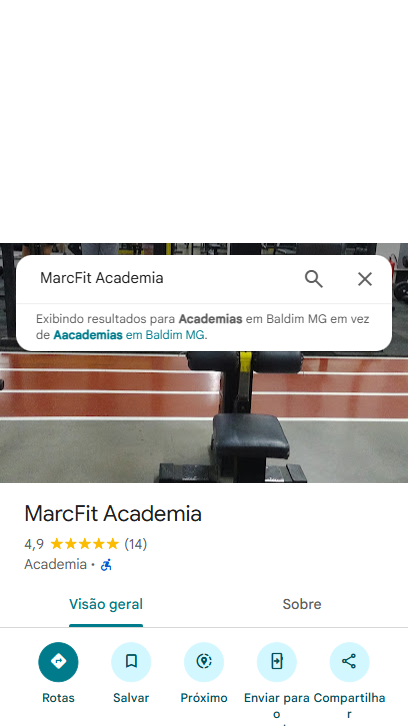 MarcFit Academia
Exibindo resultados para Academias em Baldim MG em vez
de Aacademias em Baldim MG.
MarcFit Academia
4,9 (14)
Academia ·
Visão geral Sobre
Rotas Salvar Próximo Enviar para Compartilha
o r